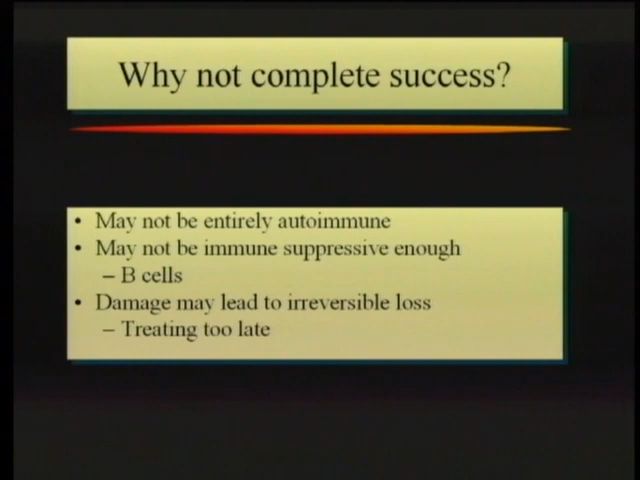 Why not complete success?
• May not be entirely autoimmune
• May not be immune suppressive enough
– B cells
• Damage may lead to irreversible loss
– Treating too late